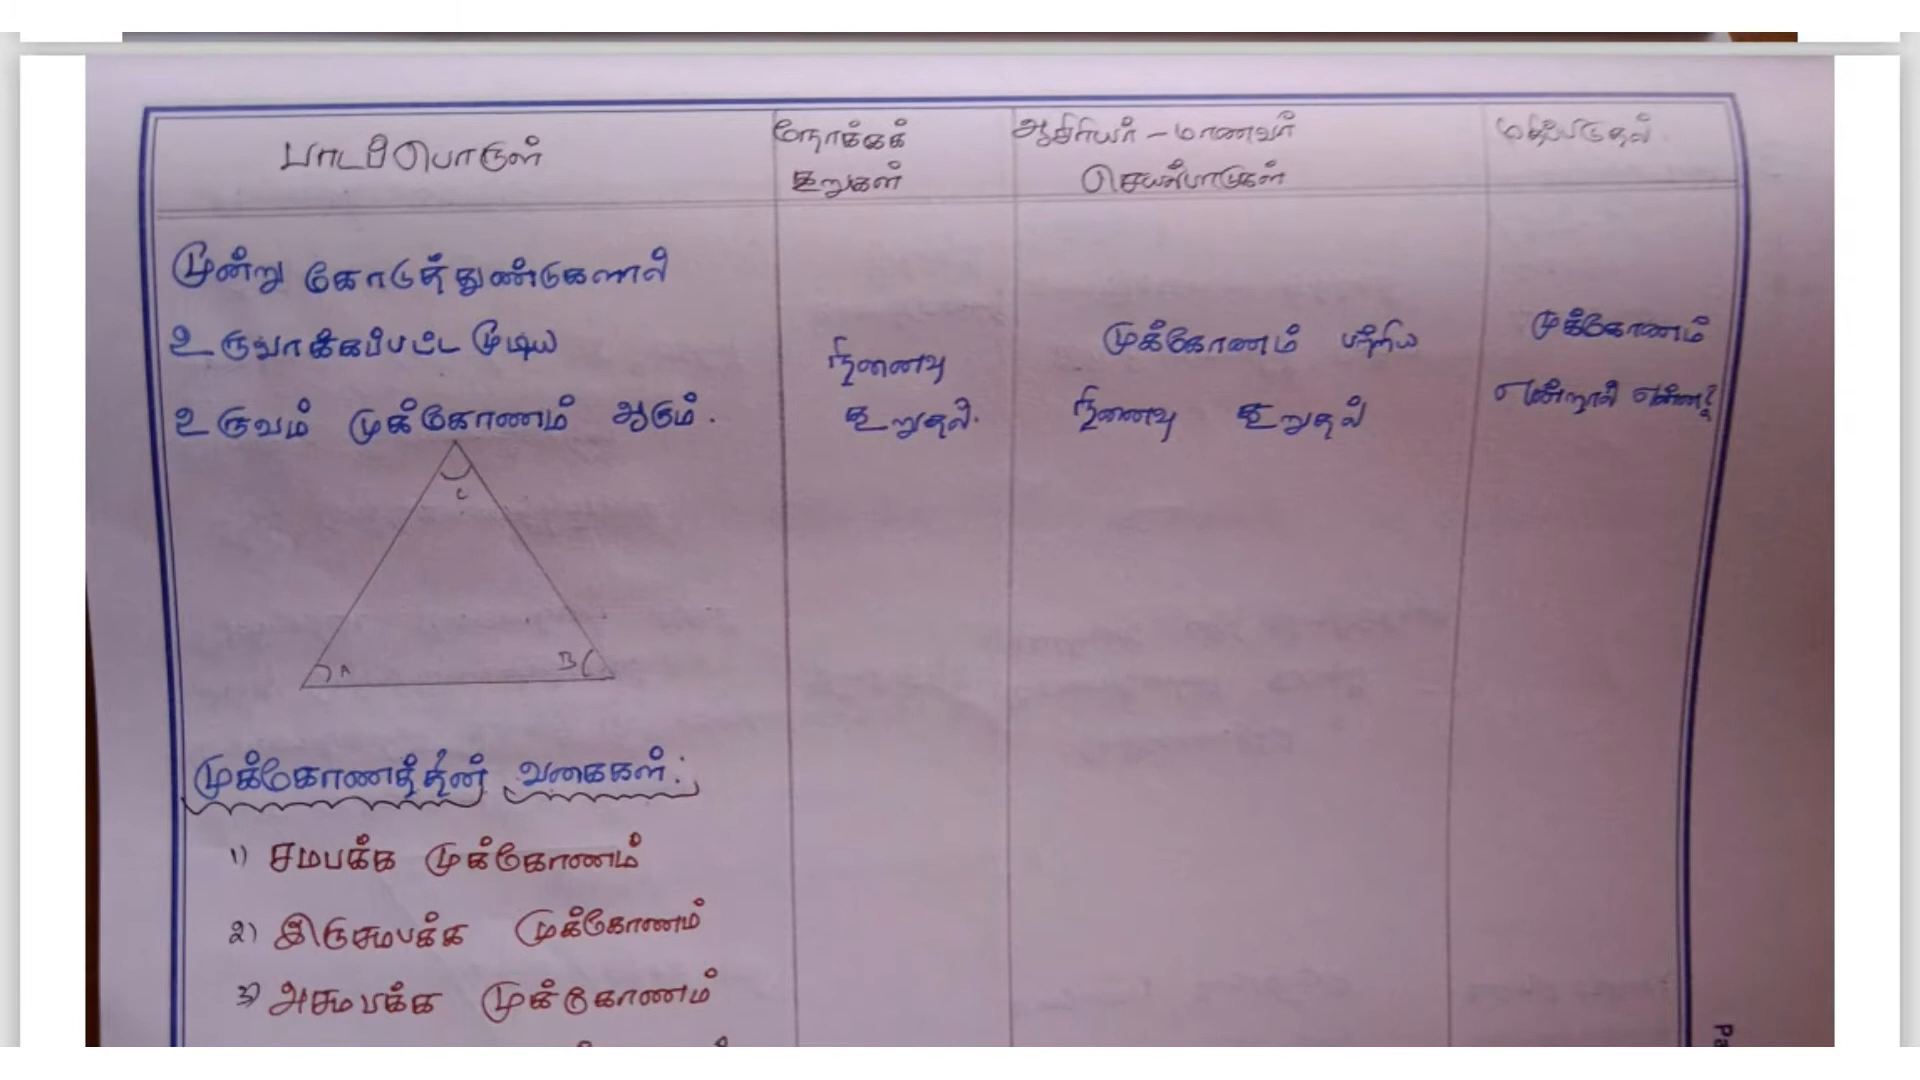 பாடப்பொருள்
நோக்கக்
கூறுகள்
ஆசிரியர் - மாணவர்
செயல்பாடுகள்
மதிப்பிடுதல்
மூன்று கோடுத்துண்டுகளால்
உருவாக்கப்பட்ட மூடிய
உருவம் முக்கோணம் ஆகும்.
C
A
B
நினைவு
கூறுதல்.
முக்கோணம் பற்றிய
நினைவு கூறுதல்
முக்கோணம்
என்றால் என்ன?
முக்கோணத்தின் வகைகள் :
1) சமபக்க முக்கோணம்
2) இருசமபக்க முக்கோணம்
3) அசமபக்க முக்கோணம்